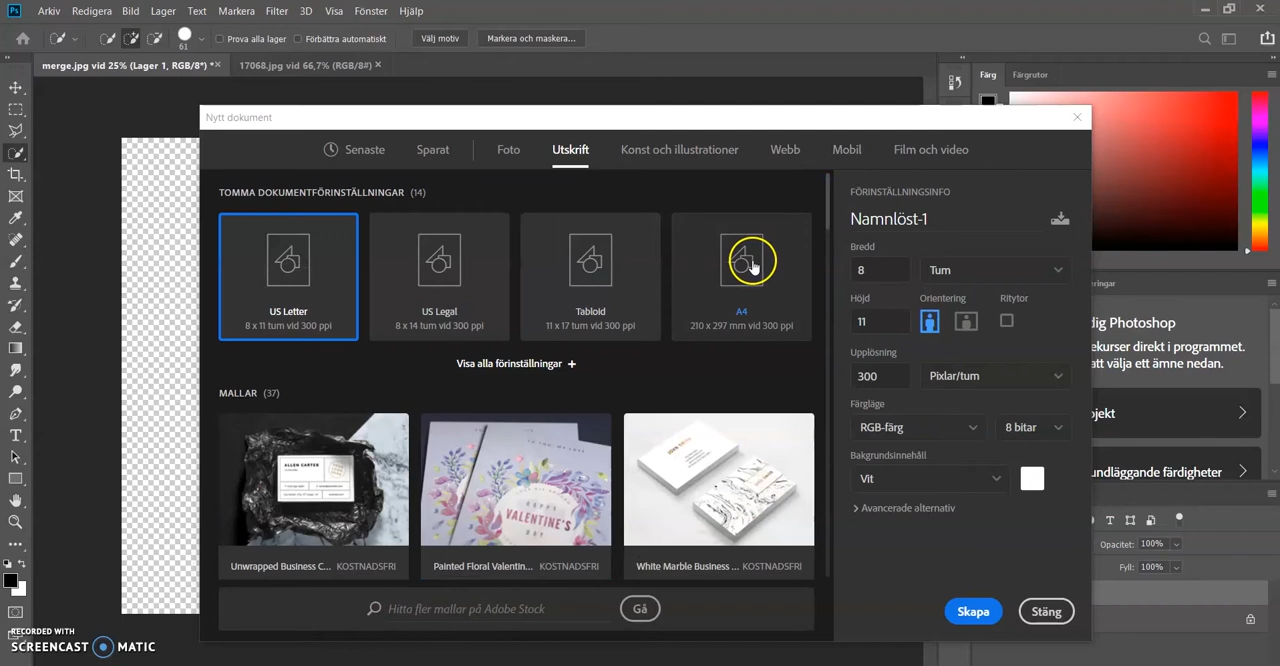 Ps Arkiv Redigera Bild Lager Text Markera Filter 3D Visa Fönster Hjälp
61 Prova alla lager Förbättra automatiskt Välj motiv Markera och maskera...
merge.jpg vid 25% (Lager 1, RGB/8*) * 17068.jpg vid 66,7% (RGB/8#)
Färg Färgrutor
Nytt dokument
Senaste Sparat Foto Utskrift Konst och illustrationer Webb Mobil Film och video
TOMMA DOKUMENTFÖRINSTÄLLNINGAR (14)
US Letter
8 x 11 tum vid 300 ppi
US Legal
8 x 14 tum vid 300 ppi
Tabloid
11 x 17 tum vid 300 ppi
A4
210 x 297 mm vid 300 ppi
Visa alla förinställningar +
MALLAR (37)
ALLEN CARTER
HAPPY
VALENTINE'S
DAY
Unwrapped Business C... KOSTNADSFRI
Painted Floral Valentin... KOSTNADSFRI
White Marble Business ... KOSTNADSFRI
Hitta fler mallar på Adobe Stock Gå
FÖRINSTÄLLNINGSINFO
Namnlöst-1
Bredd
8 Tum
Höjd Orientering Ritytor
11
Upplösning
300 Pixlar/tum
Färgläge
RGB-färg 8 bitar
Bakgrundsinnehåll
Vit
Avancerade alternativ
Skapa Stäng
eringar
dig Photoshop
ekurser direkt i programmet.
att välja ett ämne nedan.
ojekt
undläggande färdigheter
Opacitet: 100%
Fyll: 100%
RECORDED WITH
SCREENCAST MATIC